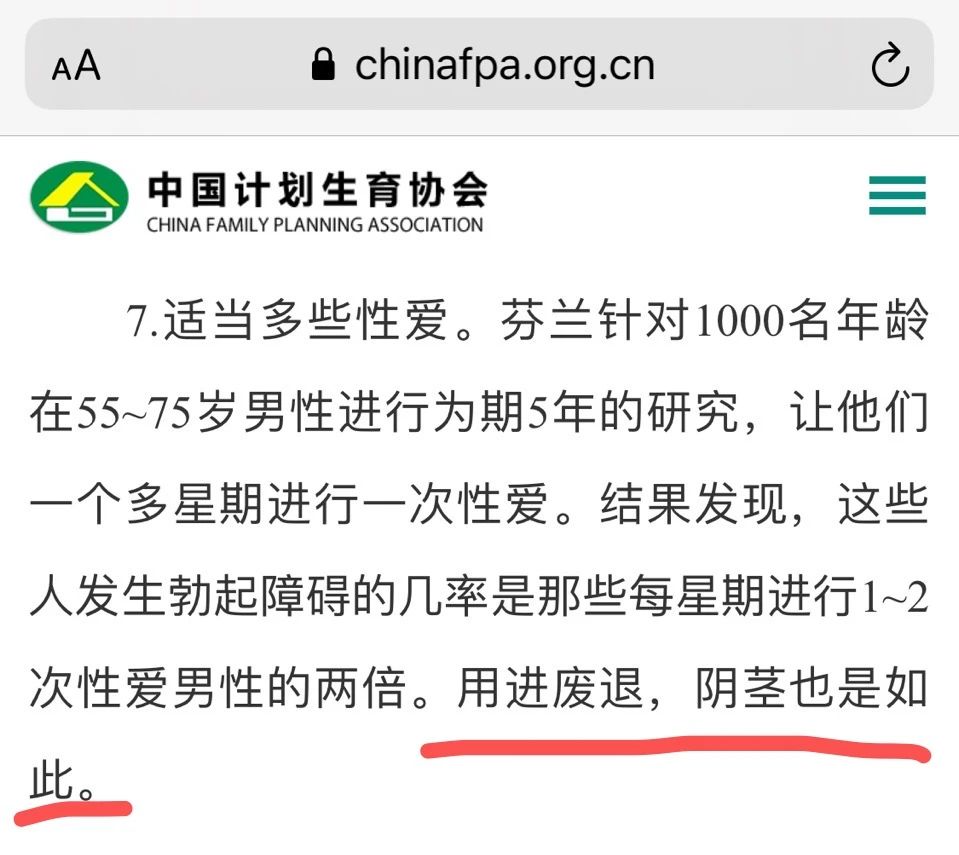 AA chinafpa.org.cn
中国计划生育协会
CHINA FAMILY PLANNING ASSOCIATION
7.适当多些性爱。芬兰针对1000名年龄
在55~75岁男性进行为期5年的研究，让他们
一个多星期进行一次性爱。结果发现，这些
人发生勃起障碍的几率是那些每星期进行1~2
次性爱男性的两倍。用进废退，阴茎也是如
此。